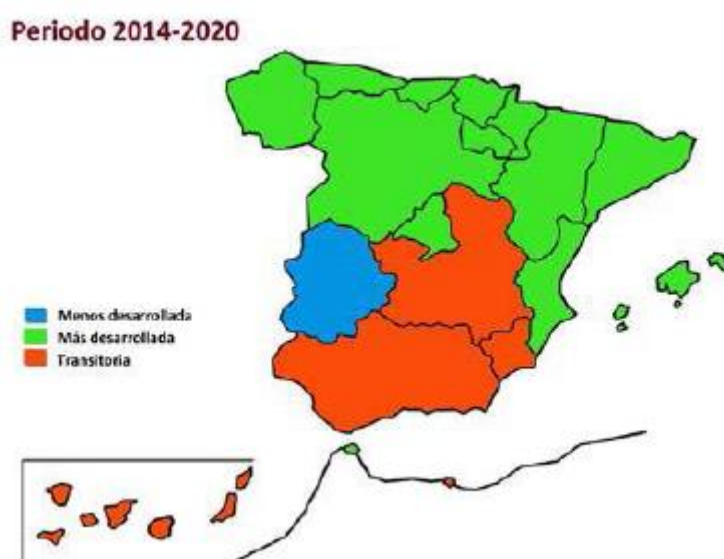 Periodo 2014-2020
Menos desarrollada
Más desarrollada
Transitoria